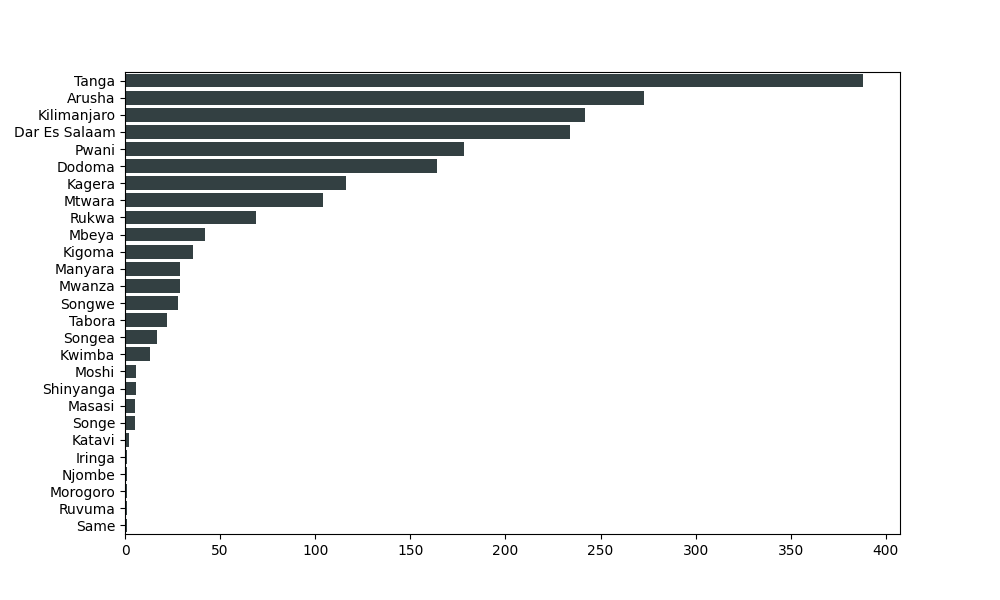 Tanga
Arusha
Kilimanjaro
Dar Es Salaam
Pwani
Dodoma
Kagera
Mtwara
Rukwa
Mbeya
Kigoma
Manyara
Mwanza
Songwe
Tabora
Songea
Kwimba
Moshi
Shinyanga
Masasi
Songe
Katavi
Iringa
Njombe
Morogoro
Ruvuma
Same
0 50 100 150 200 250 300 350 400